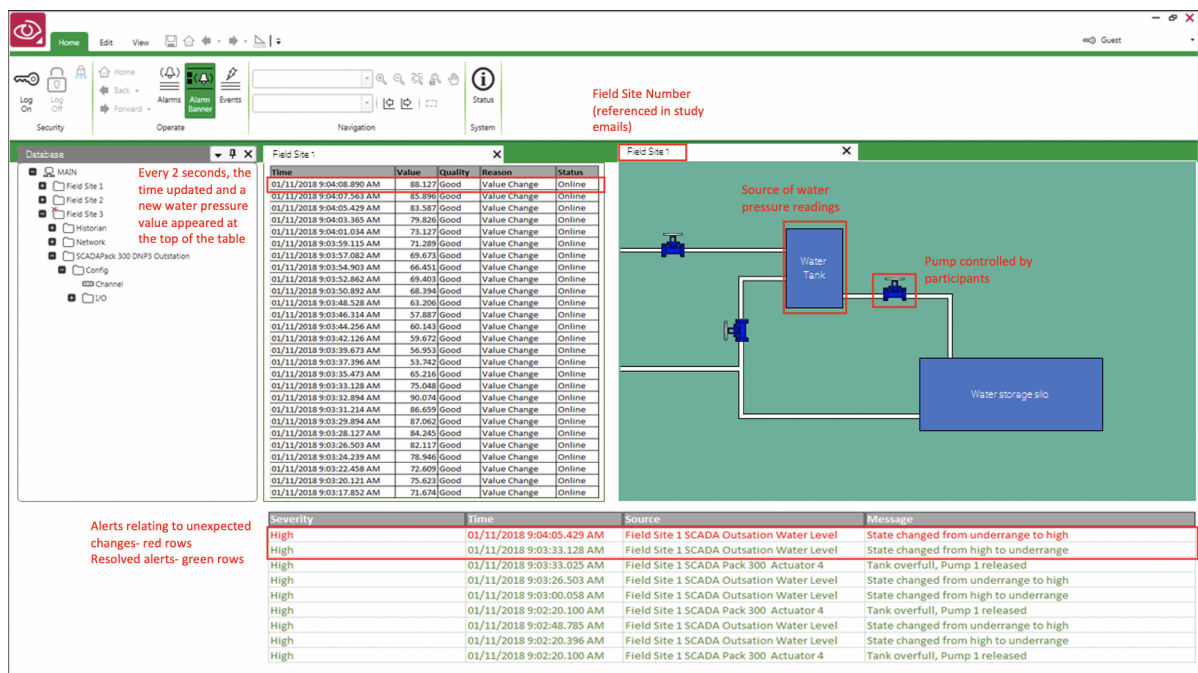 Home Edit View
Guest
Log On
Log Off
Home
Back
Forward
Alarms
Alarm Banner
Events
Status
Security
Operate
Navigation
System
Field Site Number
(referenced in study
emails)
Database
MAIN
Field Site 1
Field Site 2
Field Site 3
Historian
Network
SCADAPack 300 DNP3 Outstation
Config
Channel
I/O
Every 2 seconds, the
time updated and a
new water pressure
value appeared at
the top of the table
Field Site 1
Time Value Quality Reason Status
01/11/2018 9:04:08.890 AM 88.127 Good Value Change Online
01/11/2018 9:04:07.563 AM 85.896 Good Value Change Online
01/11/2018 9:04:05.429 AM 83.587 Good Value Change Online
01/11/2018 9:04:03.365 AM 79.826 Good Value Change Online
01/11/2018 9:04:01.034 AM 73.127 Good Value Change Online
01/11/2018 9:03:59.115 AM 71.289 Good Value Change Online
01/11/2018 9:03:57.082 AM 69.673 Good Value Change Online
01/11/2018 9:03:54.903 AM 66.451 Good Value Change Online
01/11/2018 9:03:52.862 AM 69.403 Good Value Change Online
01/11/2018 9:03:50.892 AM 68.394 Good Value Change Online
01/11/2018 9:03:48.528 AM 63.206 Good Value Change Online
01/11/2018 9:03:46.314 AM 57.887 Good Value Change Online
01/11/2018 9:03:44.256 AM 60.143 Good Value Change Online
01/11/2018 9:03:42.126 AM 59.672 Good Value Change Online
01/11/2018 9:03:39.673 AM 56.953 Good Value Change Online
01/11/2018 9:03:37.396 AM 53.742 Good Value Change Online
01/11/2018 9:03:35.473 AM 65.216 Good Value Change Online
01/11/2018 9:03:33.128 AM 75.048 Good Value Change Online
01/11/2018 9:03:32.894 AM 90.074 Good Value Change Online
01/11/2018 9:03:31.214 AM 86.659 Good Value Change Online
01/11/2018 9:03:29.894 AM 87.062 Good Value Change Online
01/11/2018 9:03:28.127 AM 84.245 Good Value Change Online
01/11/2018 9:03:26.503 AM 82.117 Good Value Change Online
01/11/2018 9:03:24.239 AM 78.946 Good Value Change Online
01/11/2018 9:03:22.458 AM 72.609 Good Value Change Online
01/11/2018 9:03:20.121 AM 75.623 Good Value Change Online
01/11/2018 9:03:17.852 AM 71.674 Good Value Change Online
Field Site 1
Source of water
pressure readings
Water
Tank
Pump controlled by
participants
Water storage silo
Alerts relating to unexpected
changes- red rows
Resolved alerts- green rows
Severity Time Source Message
High 01/11/2018 9:04:05.429 AM Field Site 1 SCADA Outsation Water Level State changed from underrange to high
High 01/11/2018 9:03:33.128 AM Field Site 1 SCADA Outsation Water Level State changed from high to underrange
High 01/11/2018 9:03:33.025 AM Field Site 1 SCADA Pack 300 Actuator 4 Tank overfull, Pump 1 released
High 01/11/2018 9:03:26.503 AM Field Site 1 SCADA Outsation Water Level State changed from underrange to high
High 01/11/2018 9:03:00.058 AM Field Site 1 SCADA Outsation Water Level State changed from high to underrange
High 01/11/2018 9:02:20.100 AM Field Site 1 SCADA Pack 300 Actuator 4 Tank overfull, Pump 1 released
High 01/11/2018 9:02:48.785 AM Field Site 1 SCADA Outsation Water Level State changed from underrange to high
High 01/11/2018 9:02:20.396 AM Field Site 1 SCADA Outsation Water Level State changed from high to underrange
High 01/11/2018 9:02:20.100 AM Field Site 1 SCADA Pack 300 Actuator 4 Tank overfull, Pump 1 released